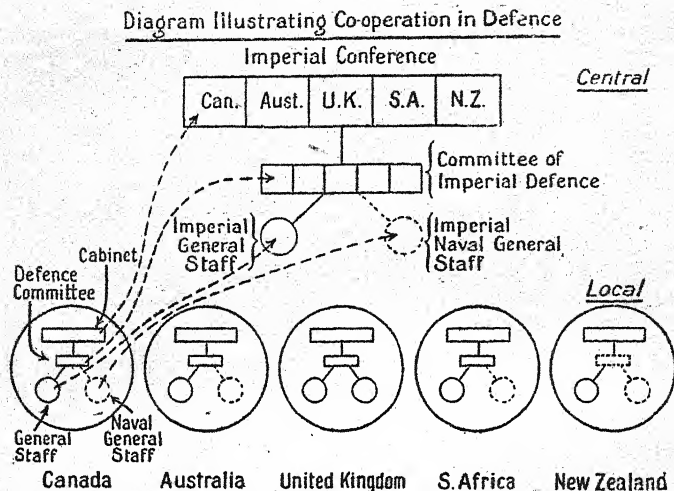 Diagram Illustrating Co-operation in Defence
Imperial Conference
Central
Can. Aust. U.K. S.A. N.Z.
Committee of
Imperial Defence
Imperial
General
Staff
Imperial
Naval General
Staff
Cabinet
Defence
Committee
Local
General
Staff
Naval
General
Staff
Canada Australia United Kingdom S. Africa New Zealand